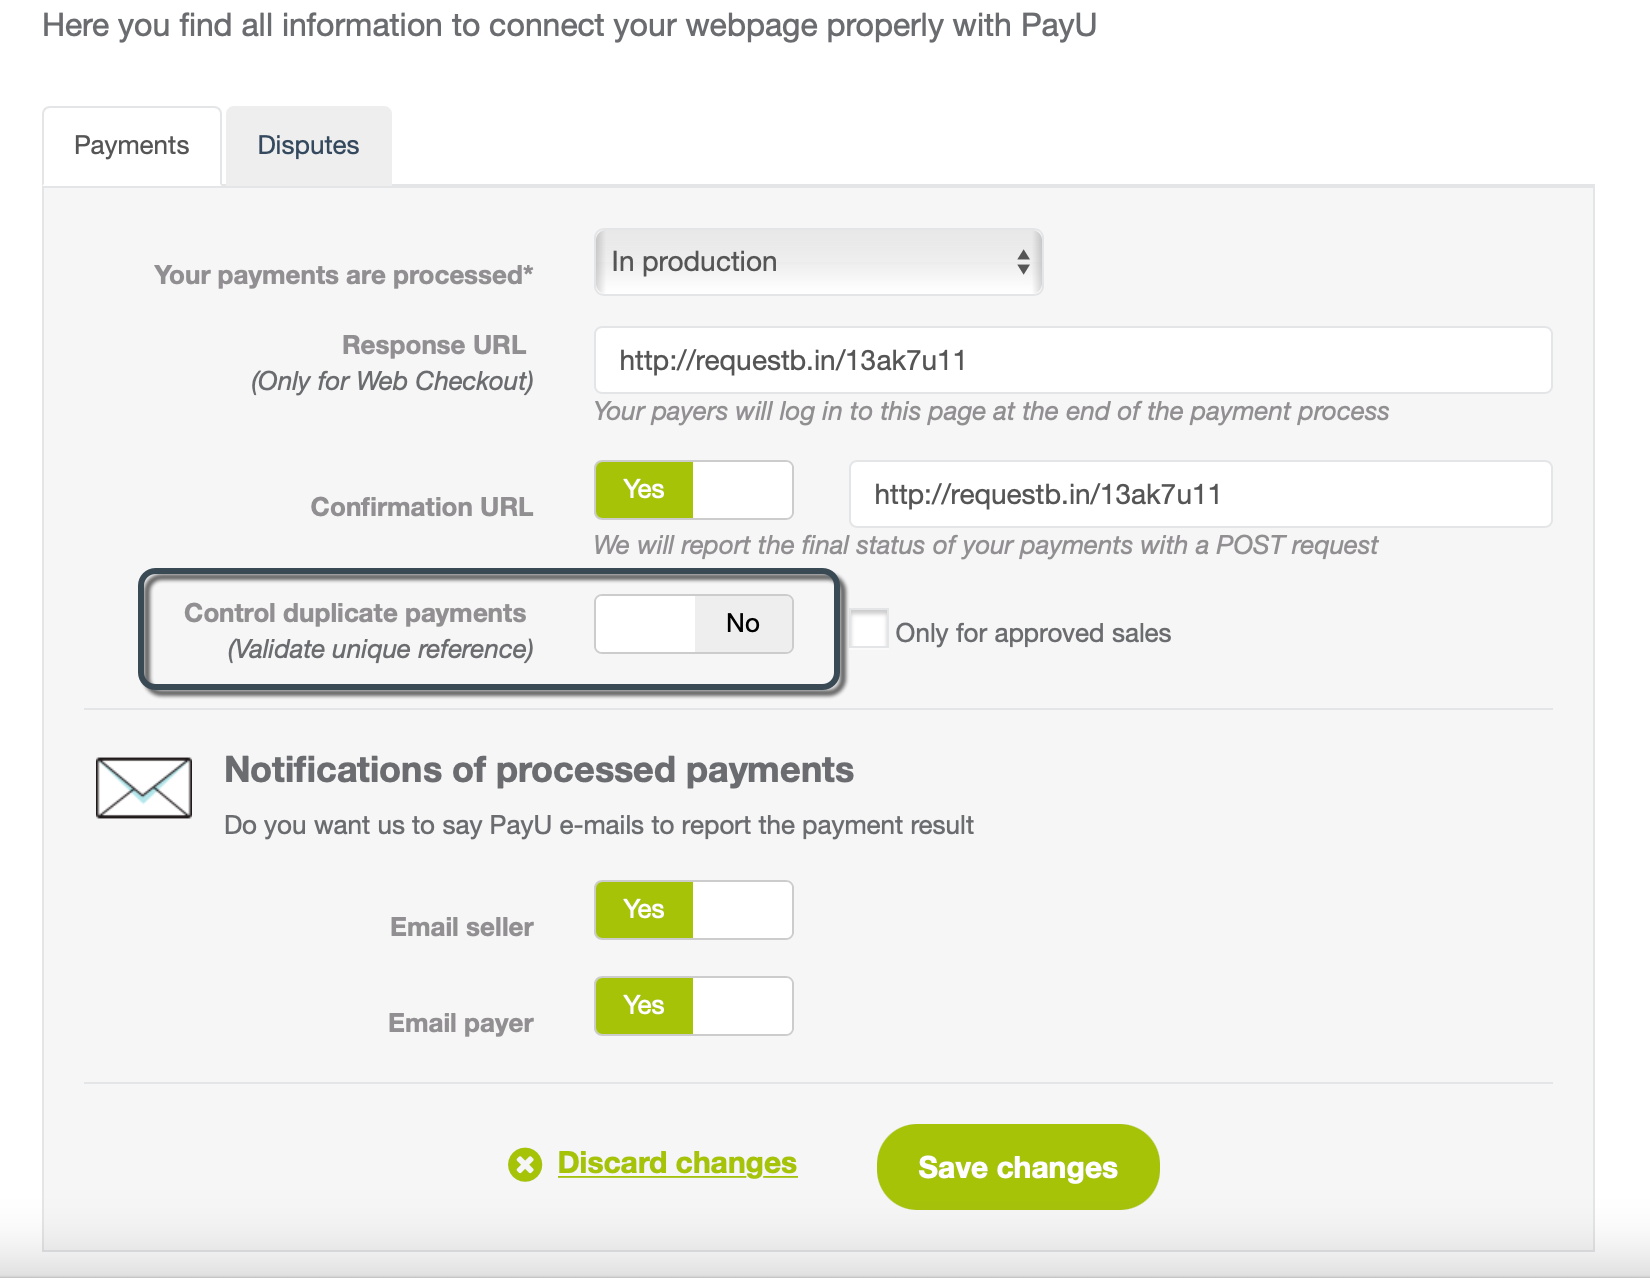 Here you find all information to connect your webpage properly with PayU
Payments
Disputes
Your payments are processed*
In production
Response URL
(Only for Web Checkout)
http://requestb.in/13ak7u11
Your payers will log in to this page at the end of the payment process
Confirmation URL
Yes
http://requestb.in/13ak7u11
We will report the final status of your payments with a POST request
Control duplicate payments
(Validate unique reference)
No
Only for approved sales
Notifications of processed payments
Do you want us to say PayU e-mails to report the payment result
Email seller
Yes
Email payer
Yes
Discard changes
Save changes